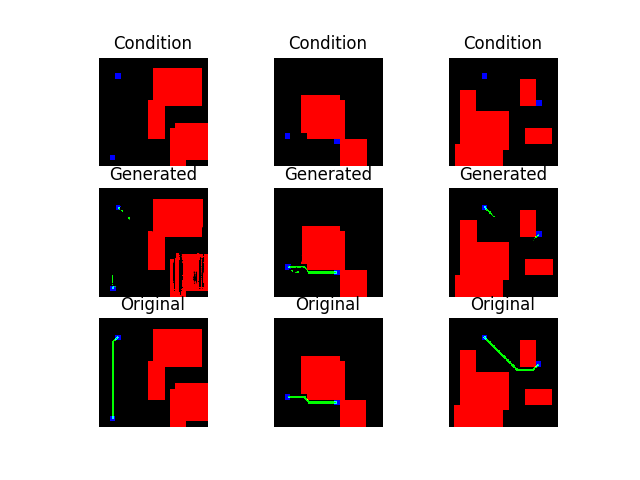 Condition Condition Condition
Generated Generated Generated
Original Original Original